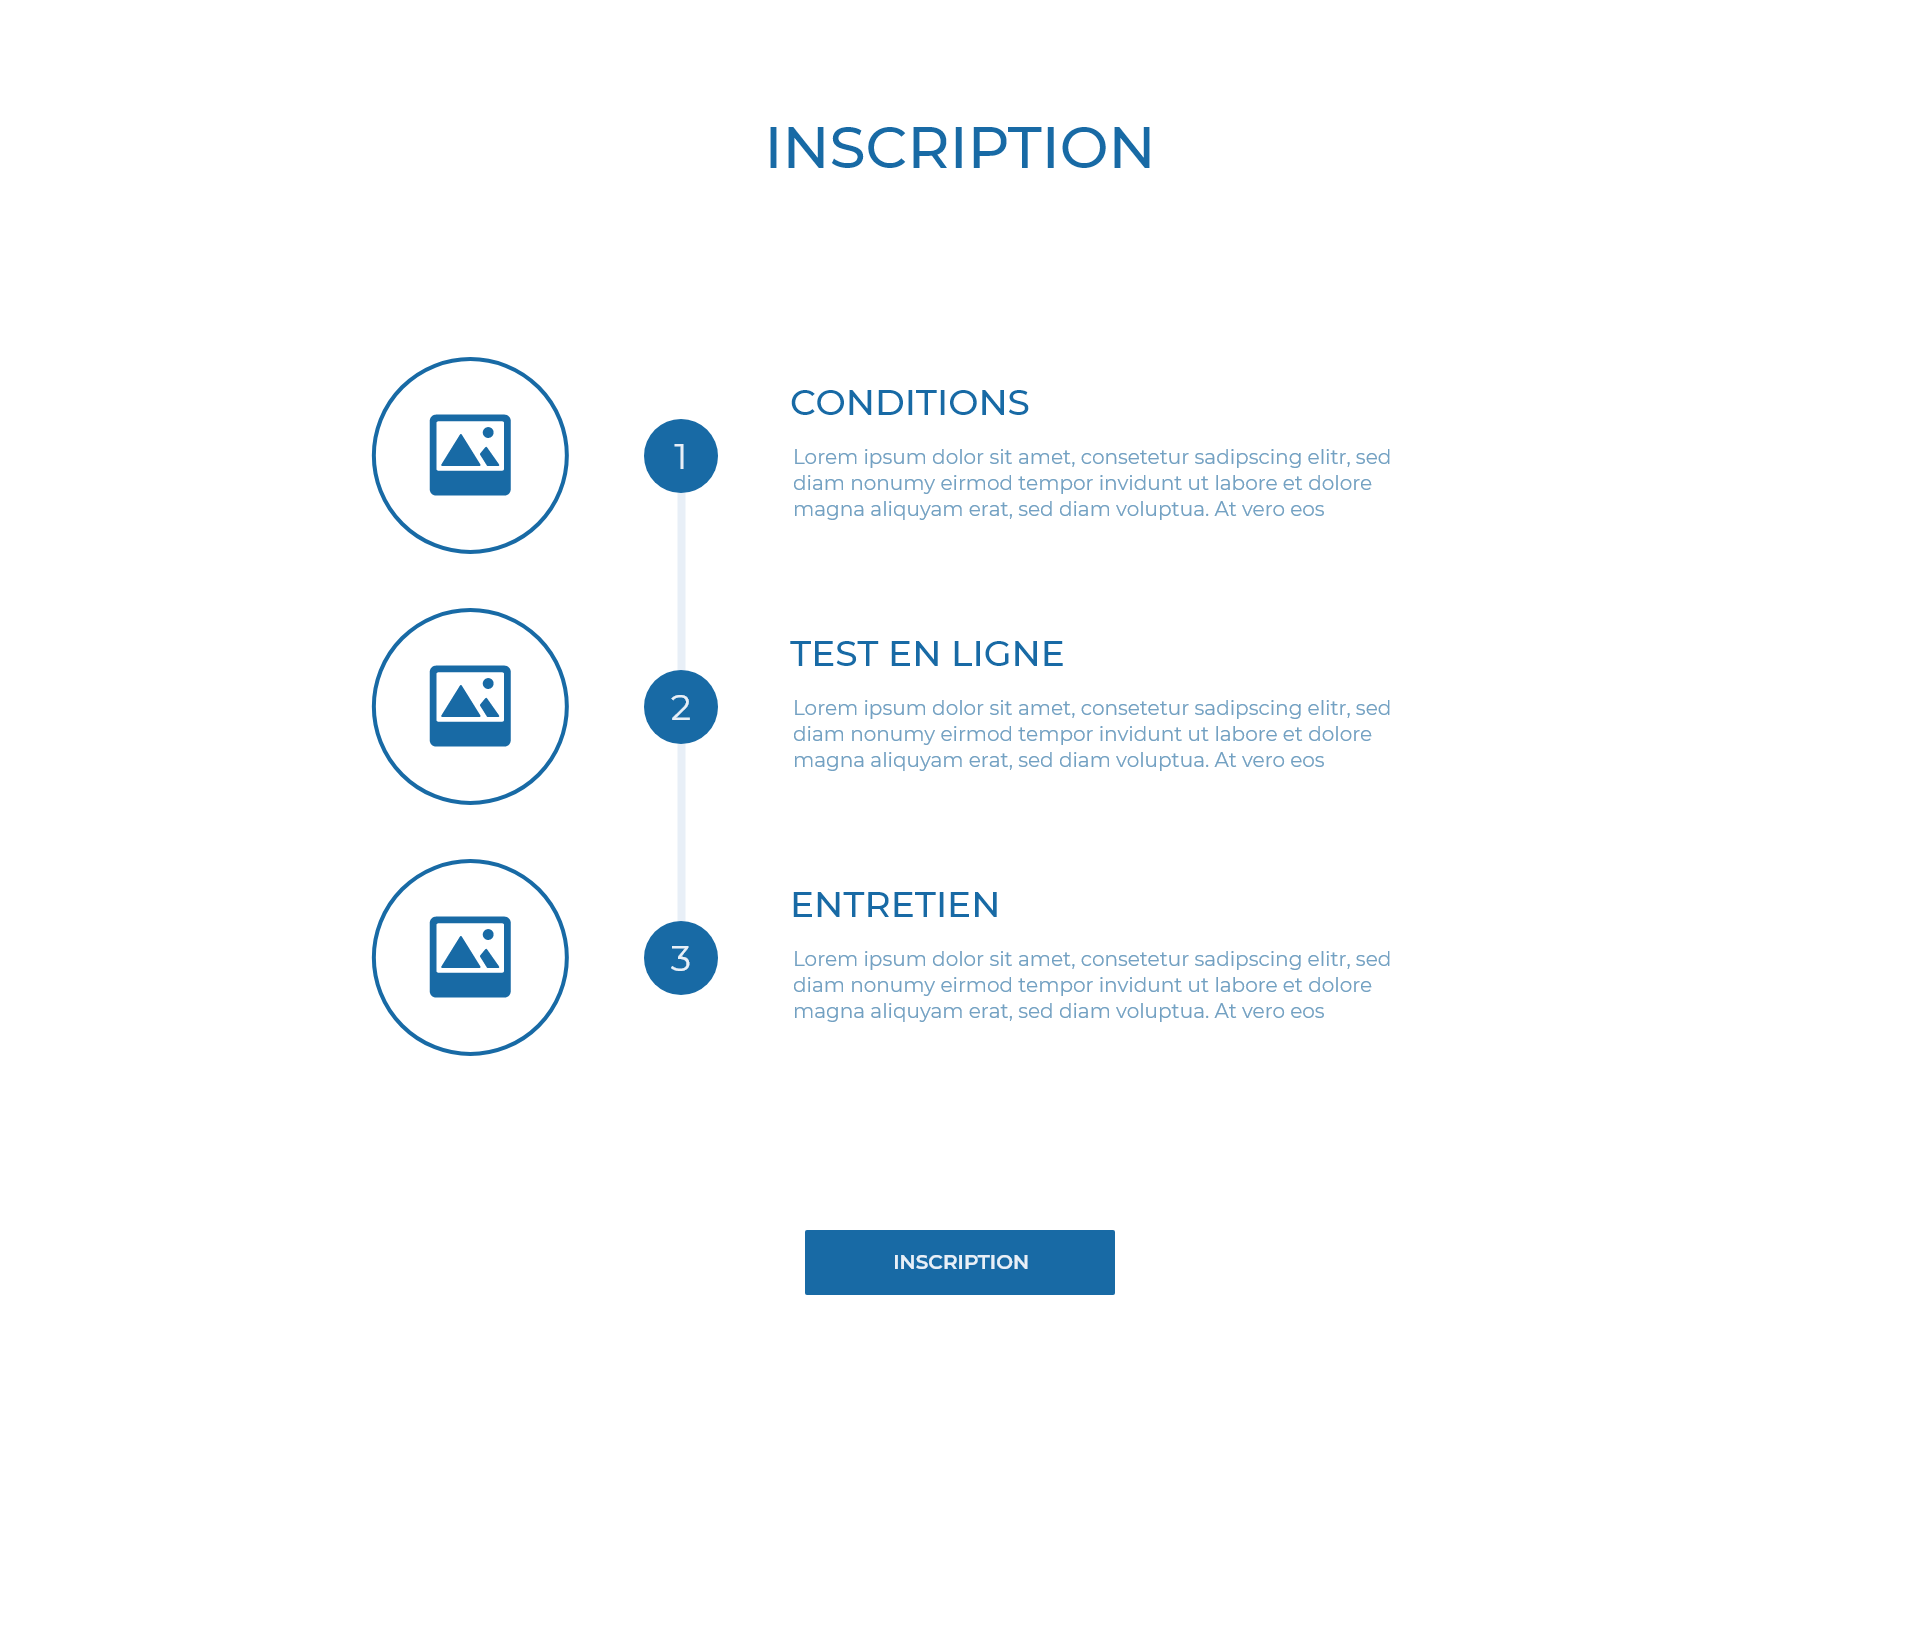 INSCRIPTION
CONDITIONS
1
Lorem ipsum dolor sit amet, consetetur sadipscing elitr, sed
diam nonumy eirmod tempor invidunt ut labore et dolore
magna aliquyam erat, sed diam voluptua. At vero eos
TEST EN LIGNE
2
Lorem ipsum dolor sit amet, consetetur sadipscing elitr, sed
diam nonumy eirmod tempor invidunt ut labore et dolore
magna aliquyam erat, sed diam voluptua. At vero eos
ENTRETIEN
3
Lorem ipsum dolor sit amet, consetetur sadipscing elitr, sed
diam nonumy eirmod tempor invidunt ut labore et dolore
magna aliquyam erat, sed diam voluptua. At vero eos
INSCRIPTION